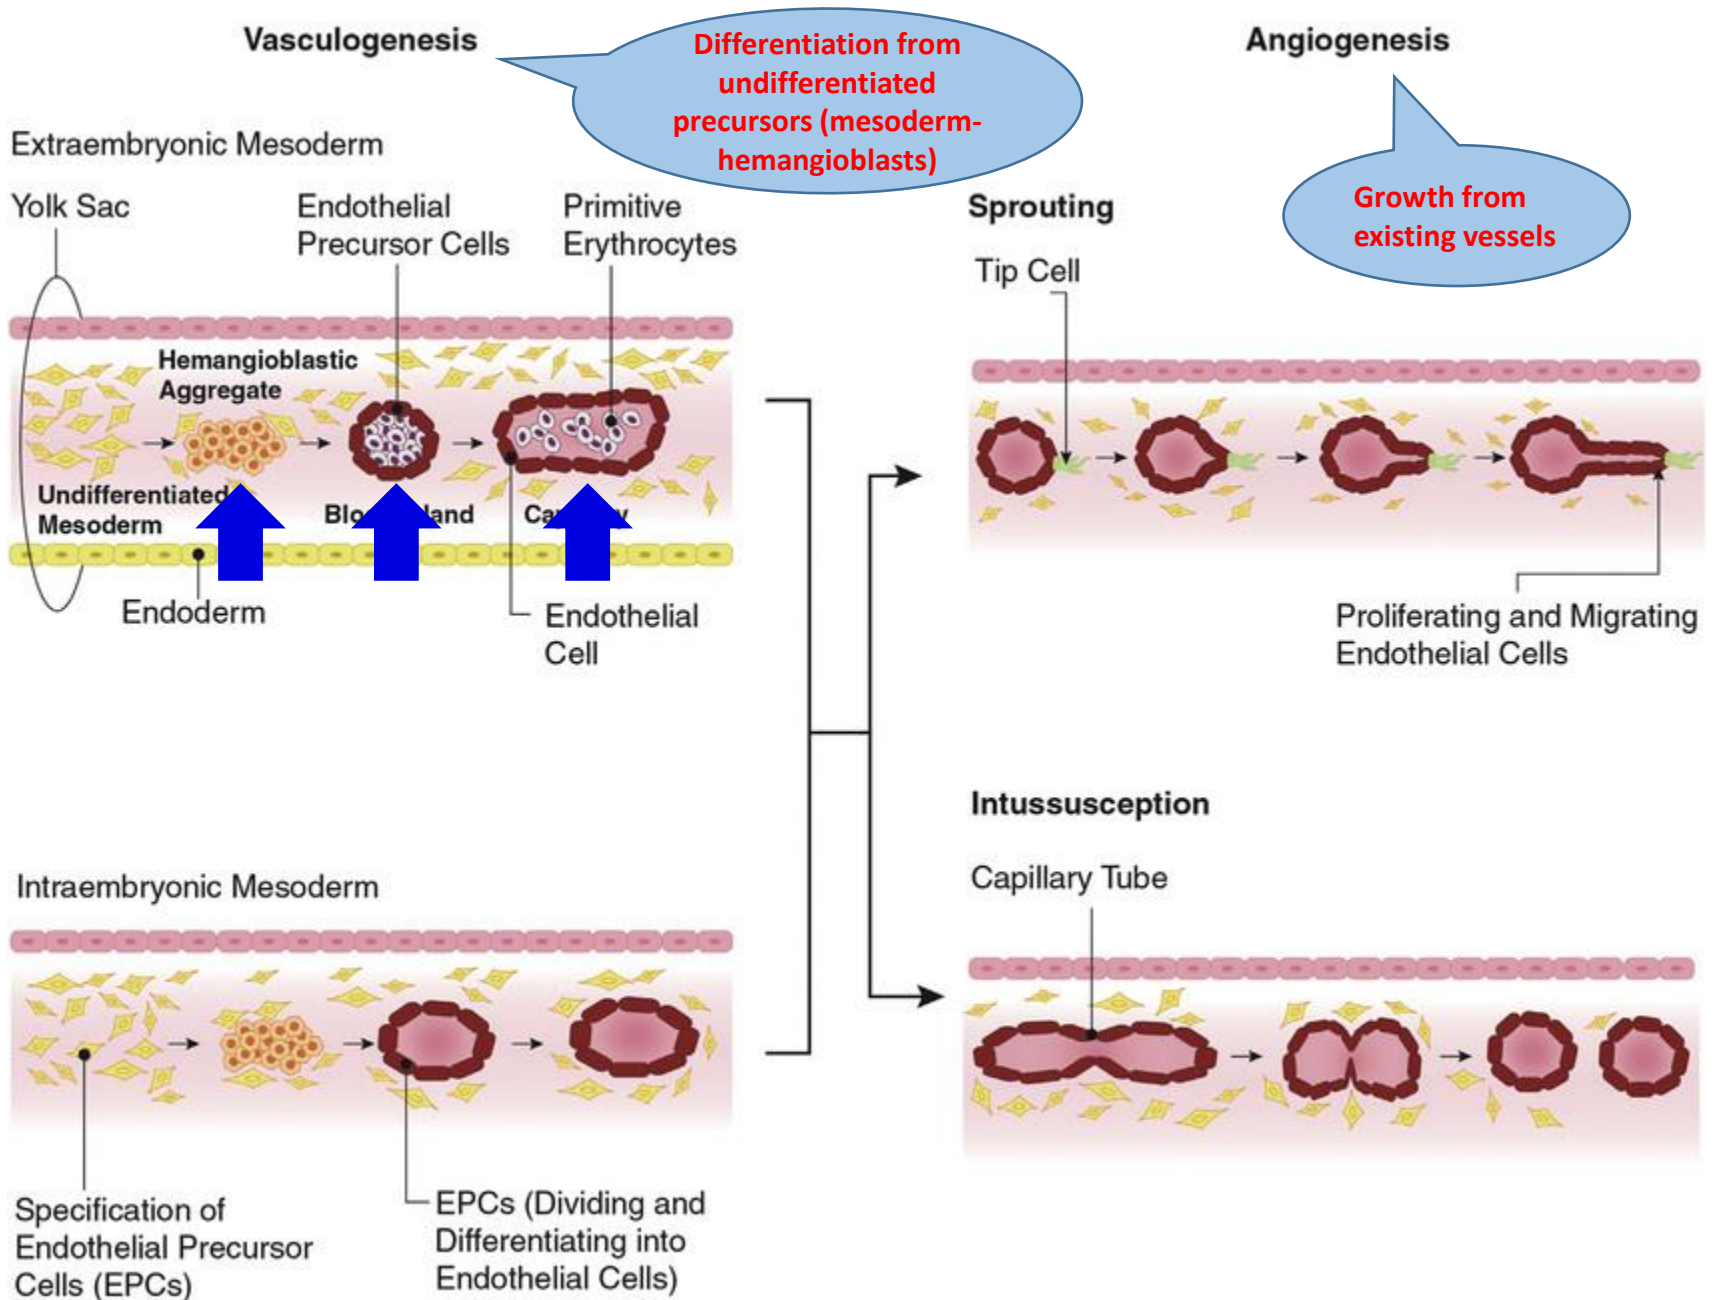 Vasculogenesis
Differentiation from
undifferentiated
precursors (mesoderm-
hemangioblasts)
Angiogenesis
Growth from
existing vessels
Extraembryonic Mesoderm
Yolk Sac
Endothelial
Precursor Cells
Primitive
Erythrocytes
Hemangioblastic
Aggregate
Undifferentiated
Mesoderm
Endoderm
Endothelial
Cell
Sprouting
Tip Cell
Proliferating and Migrating
Endothelial Cells
Intraembryonic Mesoderm
Specification of
Endothelial Precursor
Cells (EPCs)
EPCs (Dividing and
Differentiating into
Endothelial Cells)
Intussusception
Capillary Tube